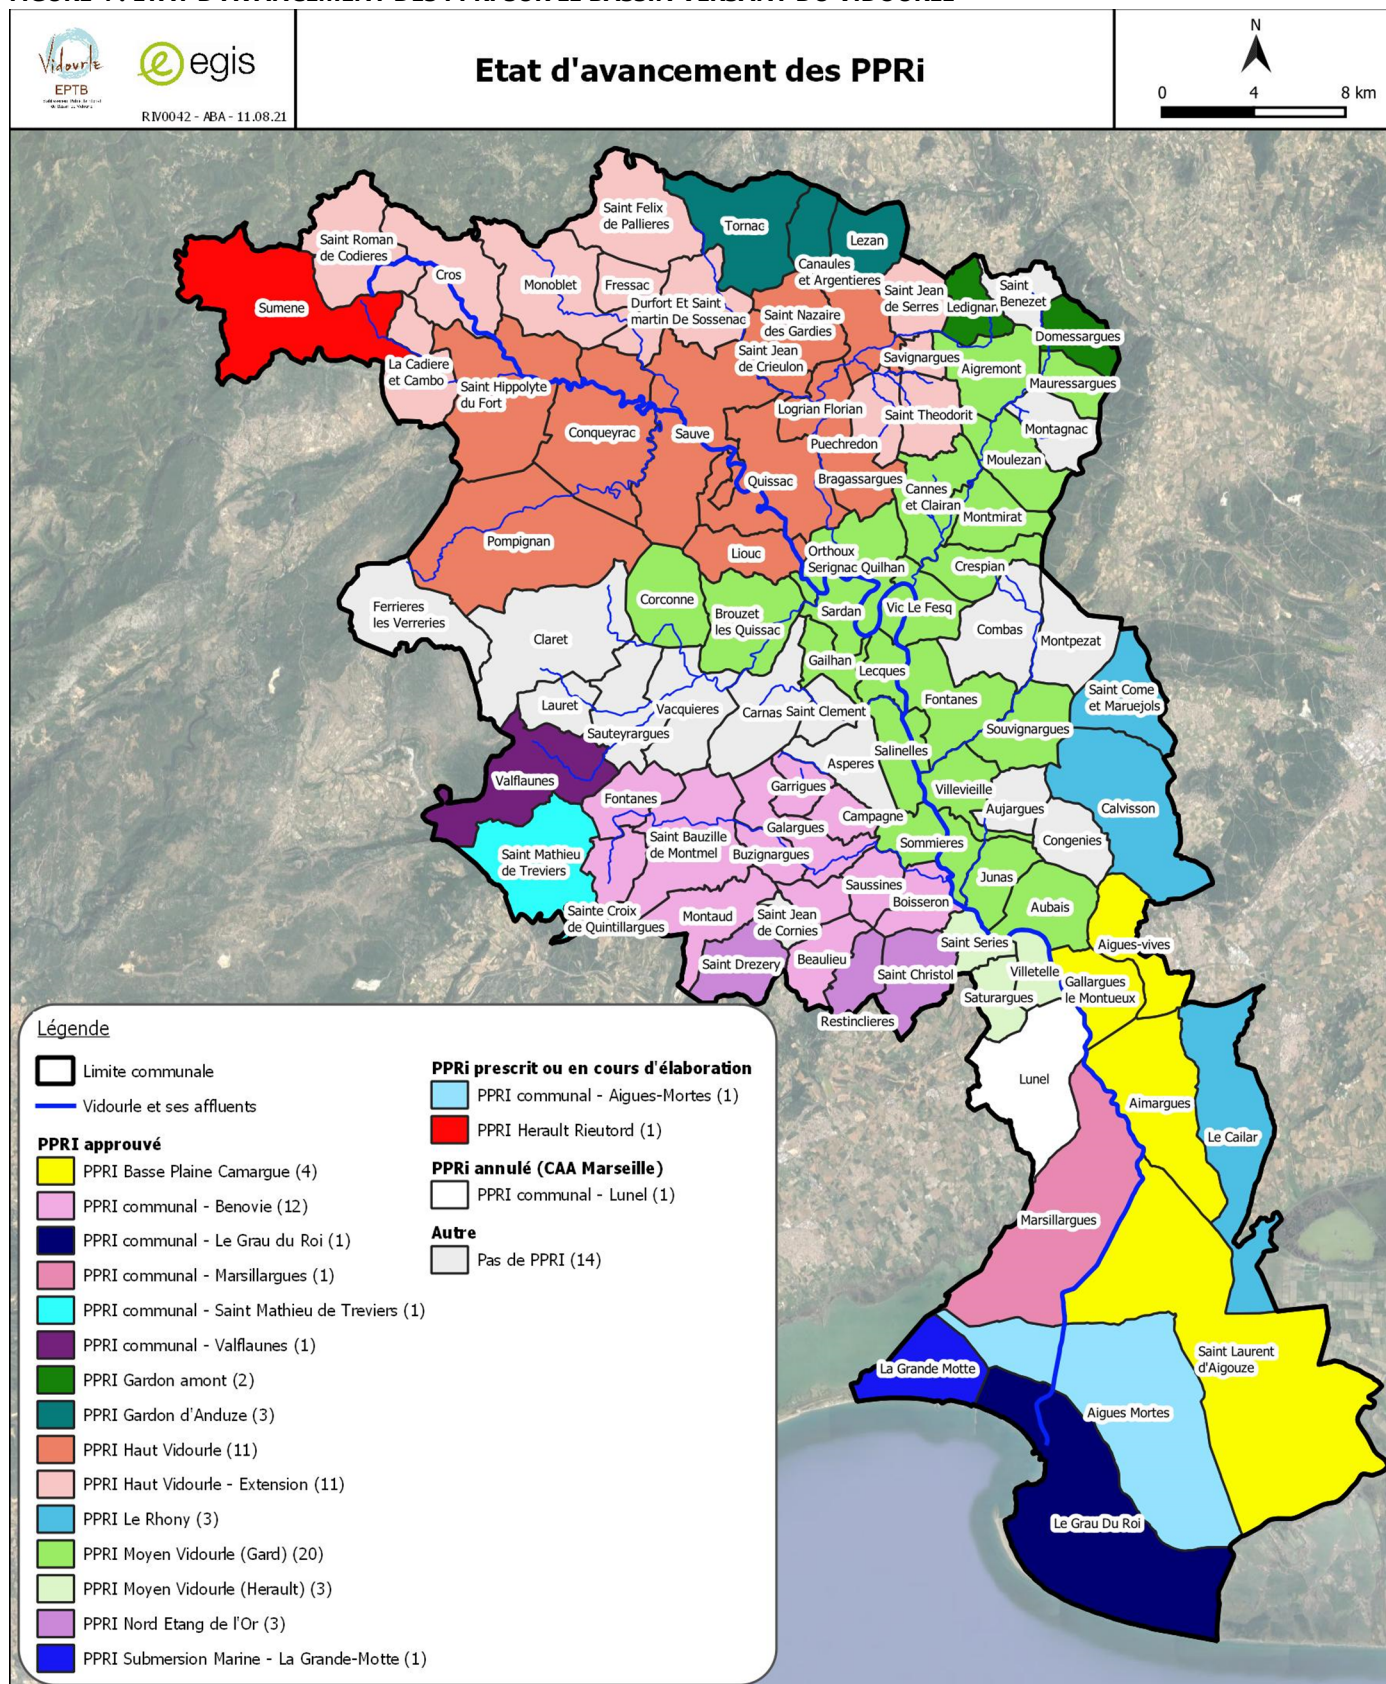 Vidourle
EPTB
egis
RIV0042 - ABA - 11.08.21
Etat d'avancement des PPRi
N
0 4 8 km
Saint Felix
de Pallieres
Tornac
Lezan
Saint Roman
de Codieres
Cros
Canaules
et Argentieres
Monoblet
Fressac
Saint Jean
de Serres
Saint
Benezet
Ledignan
Sumene
Durfort Et Saint
martin De Sossenac
Saint Nazaire
des Gardies
Domessargues
Saint Jean
de Crieulon
Savignargues
Aigremont
La Cadiere
et Cambo
Mauressargues
Saint Hippolyte
du Fort
Logrian Florian
Saint Theodorit
Montagnac
Conqueyrac
Sauve
Puechredon
Moulezan
Quissac
Bragassargues
Cannes
et Clairan
Montmirat
Pompignan
Liouc
Orthoux
Serignac Quilhan
Crespian
Ferrieres
les Verreries
Corconne
Brouzet
les Quissac
Sardan
Vic Le Fesq
Claret
Combas
Montpezat
Gailhan
Lecques
Saint Come
et Maruejols
Lauret
Vacquieres
Carnas
Saint Clement
Fontanes
Sauteyrargues
Souvignargues
Salinelles
Asperes
Valflaunes
Garrigues
Villevieille
Fontanes
Campagne
Aujargues
Calvisson
Galargues
Saint Bauzille
de Montmel
Sommieres
Congenies
Saint Mathieu
de Treviers
Buzignargues
Junas
Saussines
Boisseron
Aubais
Sainte Croix
de Quintillargues
Montaud
Saint Jean
de Cornies
Saint Series
Aigues-vives
Saint Drezery
Beaulieu
Saint Christol
Villetelle
Gallargues
le Montueux
Saturargues
Restinclieres
Lunel
Aimargues
Le Cailar
Marsillargues
Saint Laurent
d'Aigouze
La Grande Motte
Aigues Mortes
Le Grau Du Roi
Légende
Limite communale
Vidourle et ses affluents
PPRI approuvé
PPRI Basse Plaine Camargue (4)
PPRI communal - Benovie (12)
PPRI communal - Le Grau du Roi (1)
PPRI communal - Marsillargues (1)
PPRI communal - Saint Mathieu de Treviers (1)
PPRI communal - Valflaunes (1)
PPRI Gardon amont (2)
PPRI Gardon d'Anduze (3)
PPRI Haut Vidourle (11)
PPRI Haut Vidourle - Extension (11)
PPRI Le Rhony (3)
PPRI Moyen Vidourle (Gard) (20)
PPRI Moyen Vidourle (Herault) (3)
PPRI Nord Etang de l'Or (3)
PPRI Submersion Marine - La Grande-Motte (1)
PPRi prescrit ou en cours d'élaboration
PPRI communal - Aigues-Mortes (1)
PPRI Herault Rieutord (1)
PPRi annulé (CAA Marseille)
PPRI communal - Lunel (1)
Autre
Pas de PPRI (14)